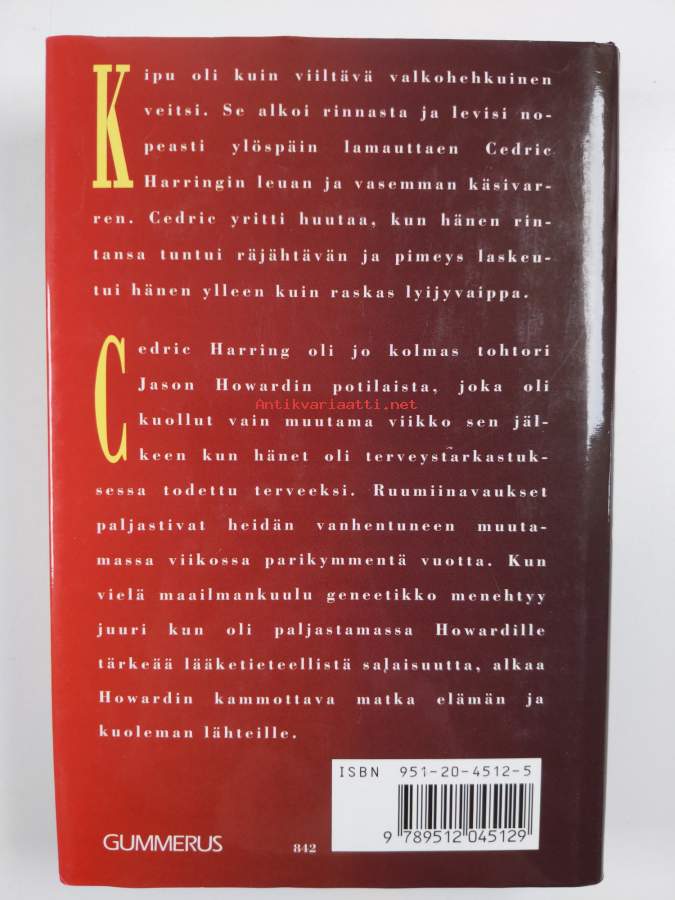 Kipu oli kuin viiltävä valkohehkuinen
veitsi. Se alkoi rinnasta ja levisi no-
peasti ylöspäin lamauttaen Cedric
Harringin leuan ja vasemman käsivar-
ren. Cedric yritti huutaa, kun hänen rin-
tansa tuntui räjähtävän ja pimeys laskeu-
tui hänen ylleen kuin raskas lyijyvaippa.
Cedric Harring oli jo kolmas tohtori
Jason Howardin potilaista, joka oli
Antikvariaatti.net
kuollut vain muutama viikko sen jäl-
keen kun hänet oli terveystarkastuk-
sessa todettu terveeksi. Ruumiinavaukset
paljastivat heidän vanhentuneen muuta-
massa viikossa parikymmentä vuotta. Kun
vielä maailmankuulu geneetikko menehtyy
juuri kun oli paljastamassa Howardille
tärkeää lääketieteellistä salaisuutta, alkaa
Howardin kammottava matka elämän ja
kuoleman lähteille.
ISBN 951-20-4512-5
9 789512 045129
GUMMERUS
842